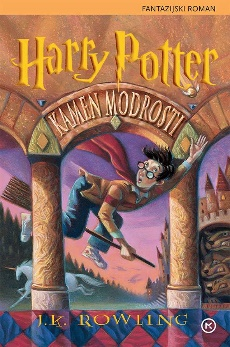 FANTAZIJSKI ROMAN
Harry Potter
KAMEN MODROSTI
J.K. ROWLING